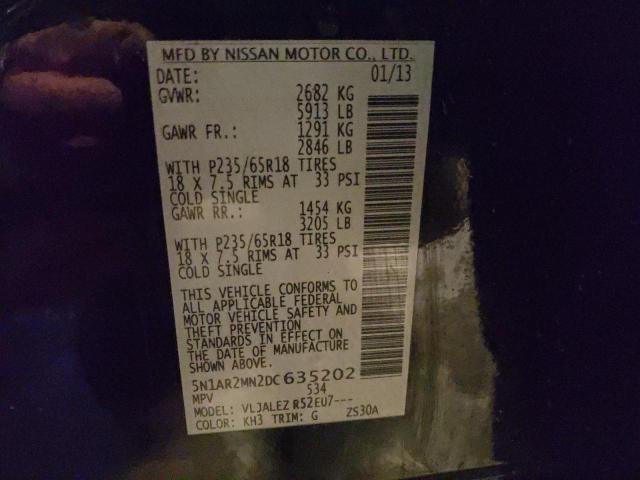 MFD BY NISSAN MOTOR CO., LTD.
DATE: 01/13
GVWR: 2682 KG
5913 LB
GAWR FR.: 1291 KG
2846 LB
WITH P235/65R18 TIRES
18 X 7.5 RIMS AT 33 PSI
COLD SINGLE
GAWR RR.: 1454 KG
3205 LB
WITH P235/65R18 TIRES
18 X 7.5 RIMS AT 33 PSI
COLD SINGLE
THIS VEHICLE CONFORMS TO
ALL APPLICABLE FEDERAL
MOTOR VEHICLE SAFETY AND
THEFT PREVENTION
STANDARDS IN EFFECT ON
THE DATE OF MANUFACTURE
SHOWN ABOVE.
5N1AR2MN2DC635202
MPV 534
MODEL: VLJALEZ R52EU7---
COLOR: KH3 TRIM: G ZS30A